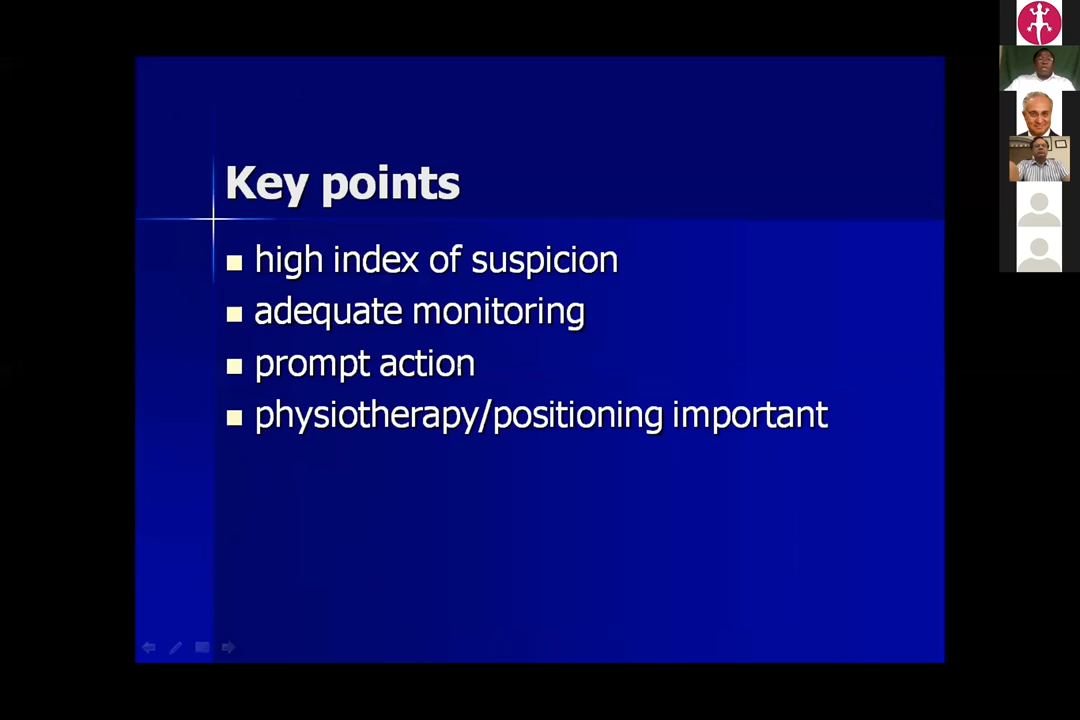 Key points
high index of suspicion
adequate monitoring
prompt action
physiotherapy/positioning important